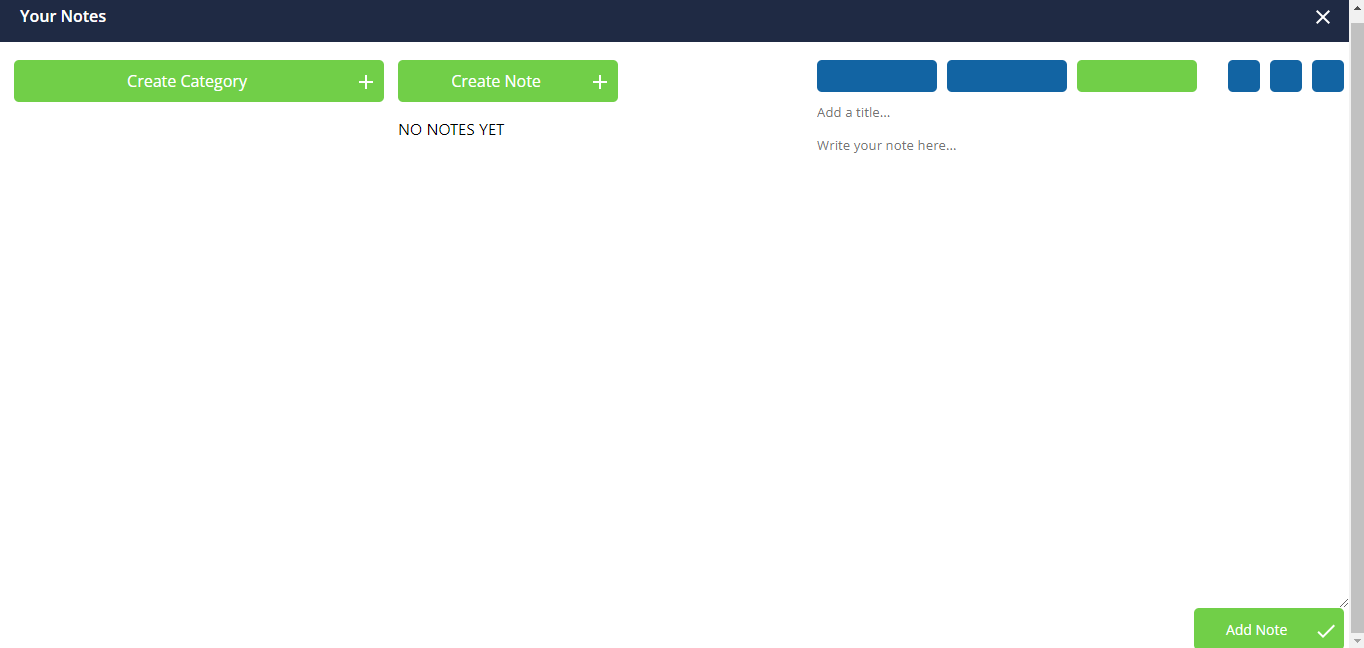 Your Notes
Create Category
Create Note
NO NOTES YET
Add a title...
Write your note here...
Add Note